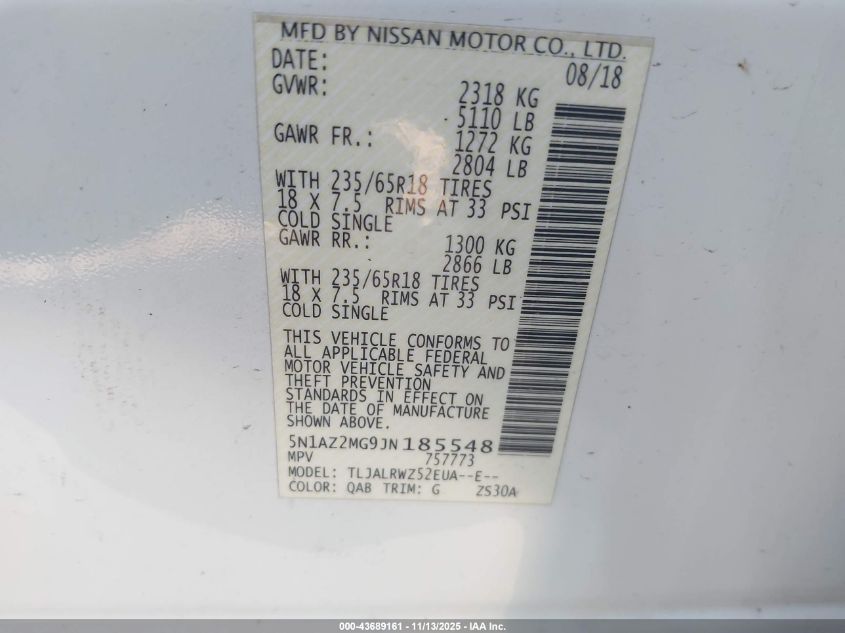 MFD BY NISSAN MOTOR CO., LTD.
DATE: 08/18
GVWR: 2318 KG
5110 LB
GAWR FR.: 1272 KG
2804 LB
WITH 235/65R18 TIRES
18 X 7.5 RIMS AT 33 PSI
COLD SINGLE
GAWR RR.: 1300 KG
2866 LB
WITH 235/65R18 TIRES
18 X 7.5 RIMS AT 33 PSI
COLD SINGLE
THIS VEHICLE CONFORMS TO
ALL APPLICABLE FEDERAL
MOTOR VEHICLE SAFETY AND
THEFT PREVENTION
STANDARDS IN EFFECT ON
THE DATE OF MANUFACTURE
SHOWN ABOVE.
5N1AZ2MG9JN185548
MPV 757773
MODEL: TLJALRWZ52EUA--E--
COLOR: QAB TRIM: G ZS30A
000-43689161 - 11/13/2025 - IAA Inc.